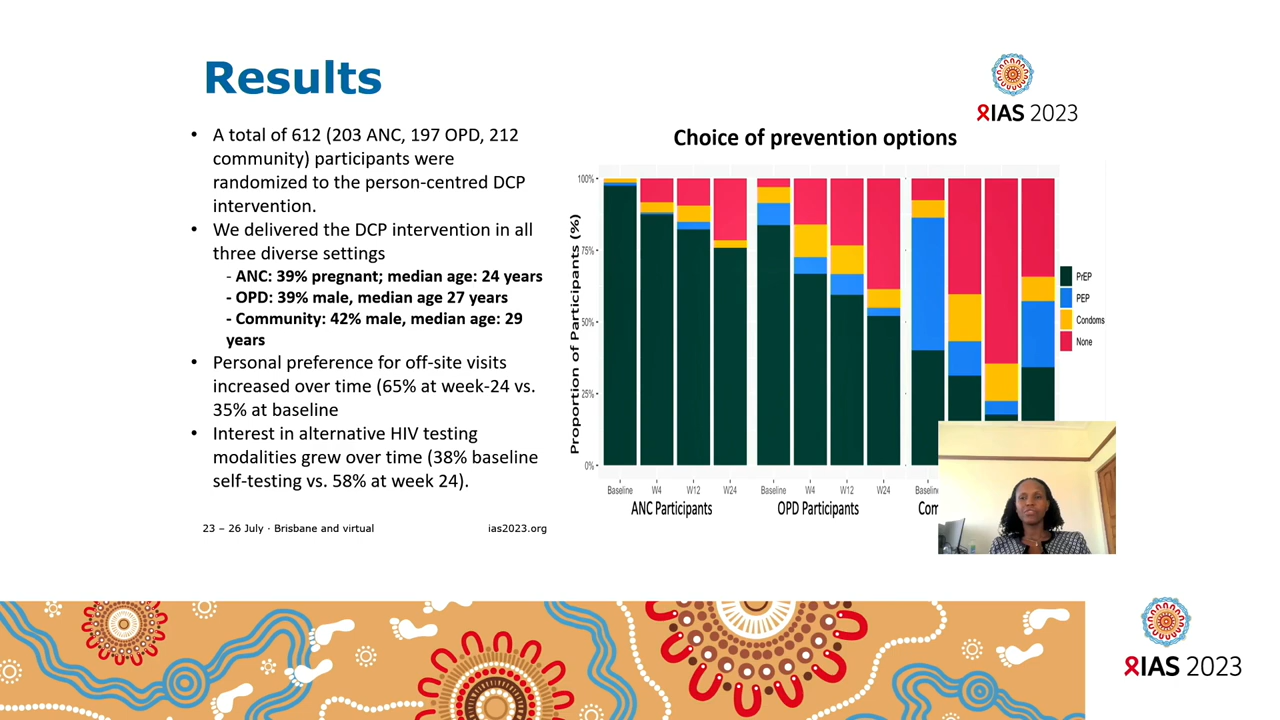 Results
IAS 2023
• A total of 612 (203 ANC, 197 OPD, 212
community) participants were
randomized to the person-centred DCP
intervention.
• We delivered the DCP intervention in all
three diverse settings
- ANC: 39% pregnant; median age: 24 years
- OPD: 39% male, median age 27 years
- Community: 42% male, median age: 29
years
• Personal preference for off-site visits
increased over time (65% at week-24 vs.
35% at baseline
• Interest in alternative HIV testing
modalities grew over time (38% baseline
self-testing vs. 58% at week 24).
23 – 26 July · Brisbane and virtual
ias2023.org
Choice of prevention options
Proportion of Participants (%)
100%
75%
50%
25%
0%
Baseline W4 W12 W24
Baseline W4 W12 W24
Baseline
ANC Participants
OPD Participants
Com
PrEP
PEP
Condoms
None
IAS 2023